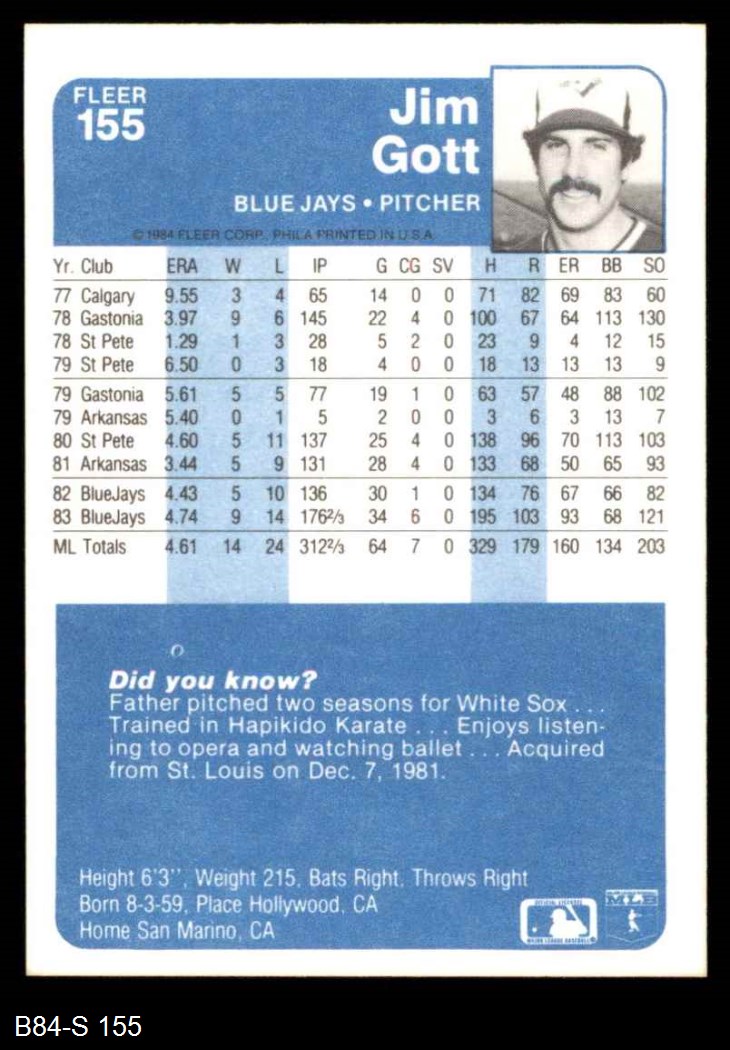 FLEER
155
Jim
Gott
BLUE JAYS • PITCHER
© 1984 FLEER CORP., PHILA PRINTED IN U.S.A.
Yr. Club ERA W L IP G CG SV H R ER BB SO
77 Calgary 9.55 3 4 65 14 0 0 71 82 69 83 60
78 Gastonia 3.97 9 6 145 22 4 0 100 67 64 113 130
78 St Pete 1.29 1 3 28 5 2 0 23 9 4 12 15
79 St Pete 6.50 0 3 18 4 0 0 18 13 13 13 9
79 Gastonia 5.61 5 5 77 19 1 0 63 57 48 88 102
79 Arkansas 5.40 0 1 5 2 0 0 3 6 3 13 7
80 St Pete 4.60 5 11 137 25 4 0 138 96 70 113 103
81 Arkansas 3.44 5 9 131 28 4 0 133 68 50 65 93
82 BlueJays 4.43 5 10 136 30 1 0 134 76 67 66 82
83 BlueJays 4.74 9 14 176⅔ 34 6 0 195 103 93 68 121
ML Totals 4.61 14 24 312⅔ 64 7 0 329 179 160 134 203
Did you know?
Father pitched two seasons for White Sox . . .
Trained in Hapikido Karate . . . Enjoys listen-
ing to opera and watching ballet . . . Acquired
from St. Louis on Dec. 7, 1981.
Height 6'3'', Weight 215, Bats Right, Throws Right
Born 8-3-59, Place Hollywood, CA
Home San Marino, CA
MAJOR LEAGUE BASEBALL
MLB
B84-S 155